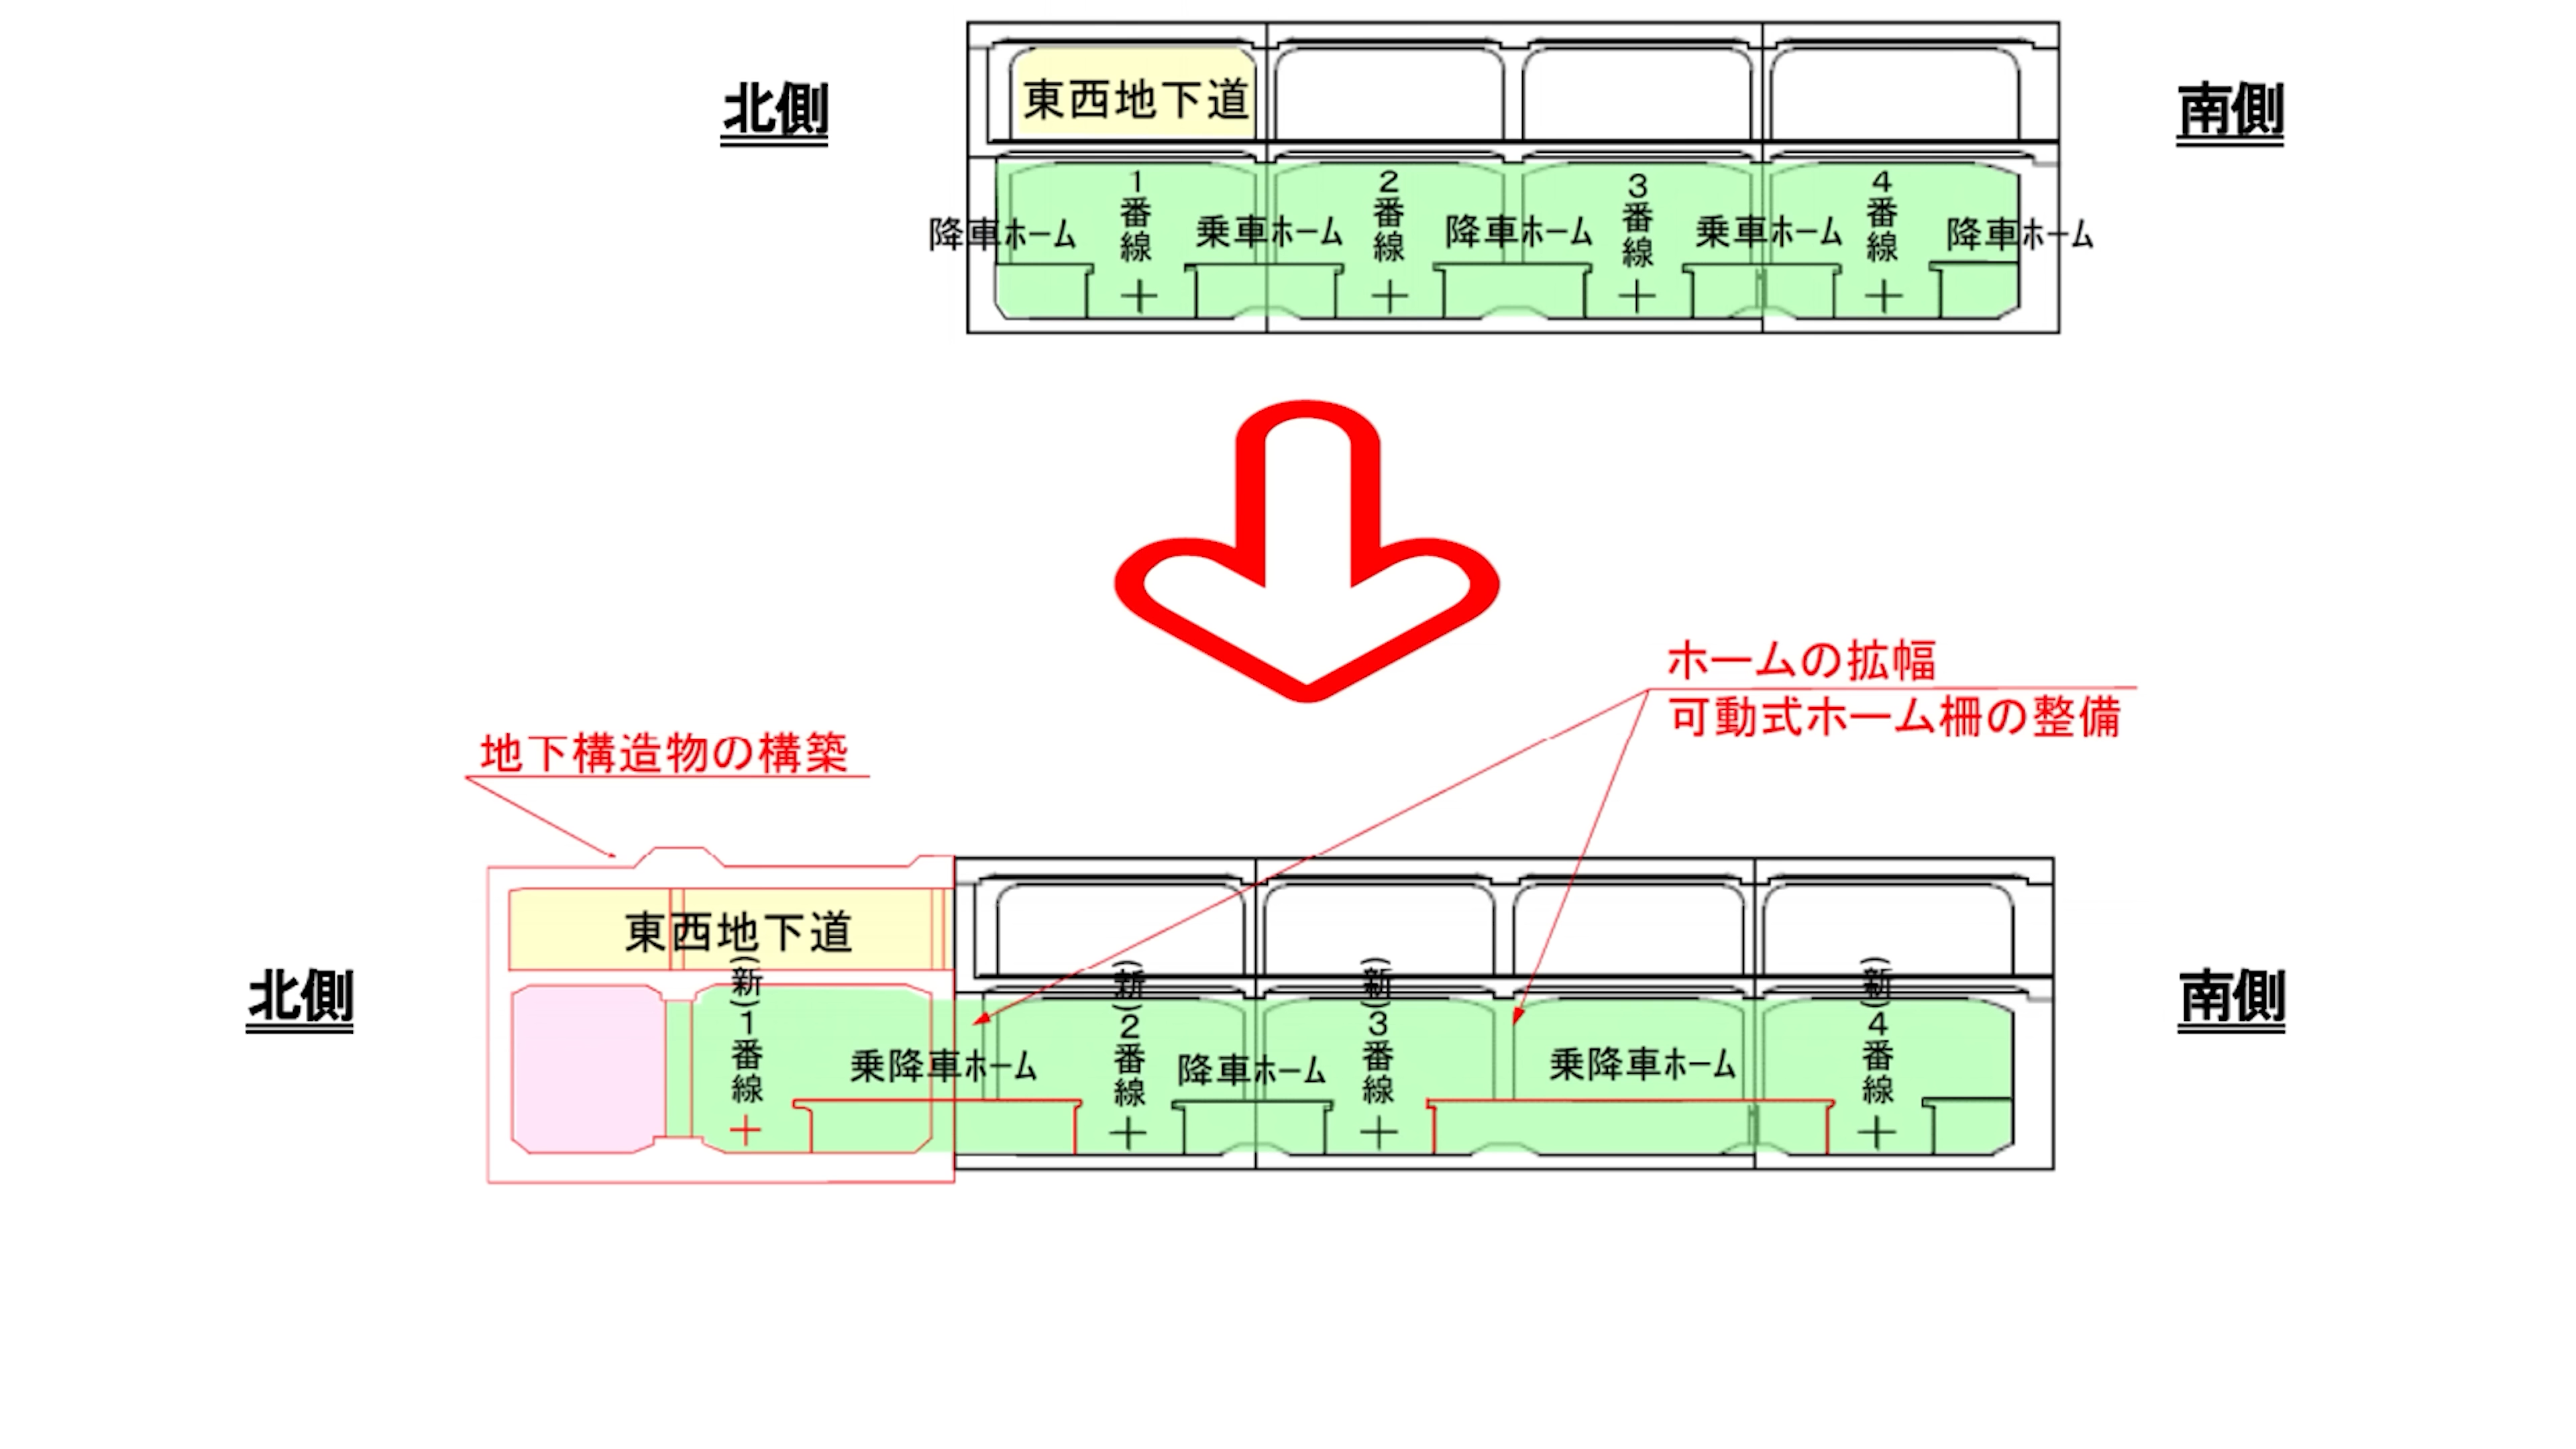 北側
南側
東西地下道
降車ホーム
1番線
乗車ホーム
2番線
降車ホーム
3番線
乗車ホーム
4番線
降車ホーム
ホームの拡幅
可動式ホーム柵の整備
地下構造物の構築
北側
南側
東西地下道
(新)1番線
乗降車ホーム
(新)2番線
降車ホーム
(新)3番線
乗降車ホーム
(新)4番線